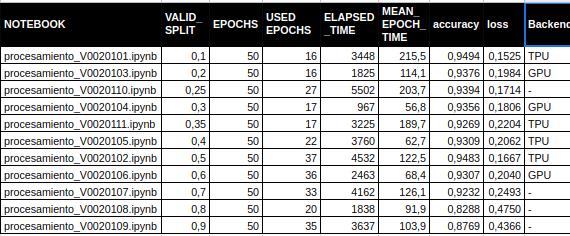 NOTEBOOK VALID_SPLIT EPOCHS USED EPOCHS ELAPSED_TIME MEAN_EPOCH_TIME accuracy loss Backend
procesamiento_V0020101.ipynb 0,1 50 16 3448 215,5 0,9494 0,1525 TPU
procesamiento_V0020103.ipynb 0,2 50 16 1825 114,1 0,9376 0,1984 GPU
procesamiento_V0020110.ipynb 0,25 50 27 5502 203,7 0,9394 0,1714 -
procesamiento_V0020104.ipynb 0,3 50 17 967 56,8 0,9356 0,1806 GPU
procesamiento_V0020111.ipynb 0,35 50 17 3225 189,7 0,9269 0,2204 TPU
procesamiento_V0020105.ipynb 0,4 50 22 3760 62,7 0,9309 0,2062 TPU
procesamiento_V0020102.ipynb 0,5 50 37 4532 122,5 0,9483 0,1667 TPU
procesamiento_V0020106.ipynb 0,6 50 36 2463 68,4 0,9307 0,2040 GPU
procesamiento_V0020107.ipynb 0,7 50 33 4162 126,1 0,9232 0,2493 -
procesamiento_V0020108.ipynb 0,8 50 20 1838 91,9 0,8288 0,4750 -
procesamiento_V0020109.ipynb 0,9 50 35 3637 103,9 0,8769 0,4366 -